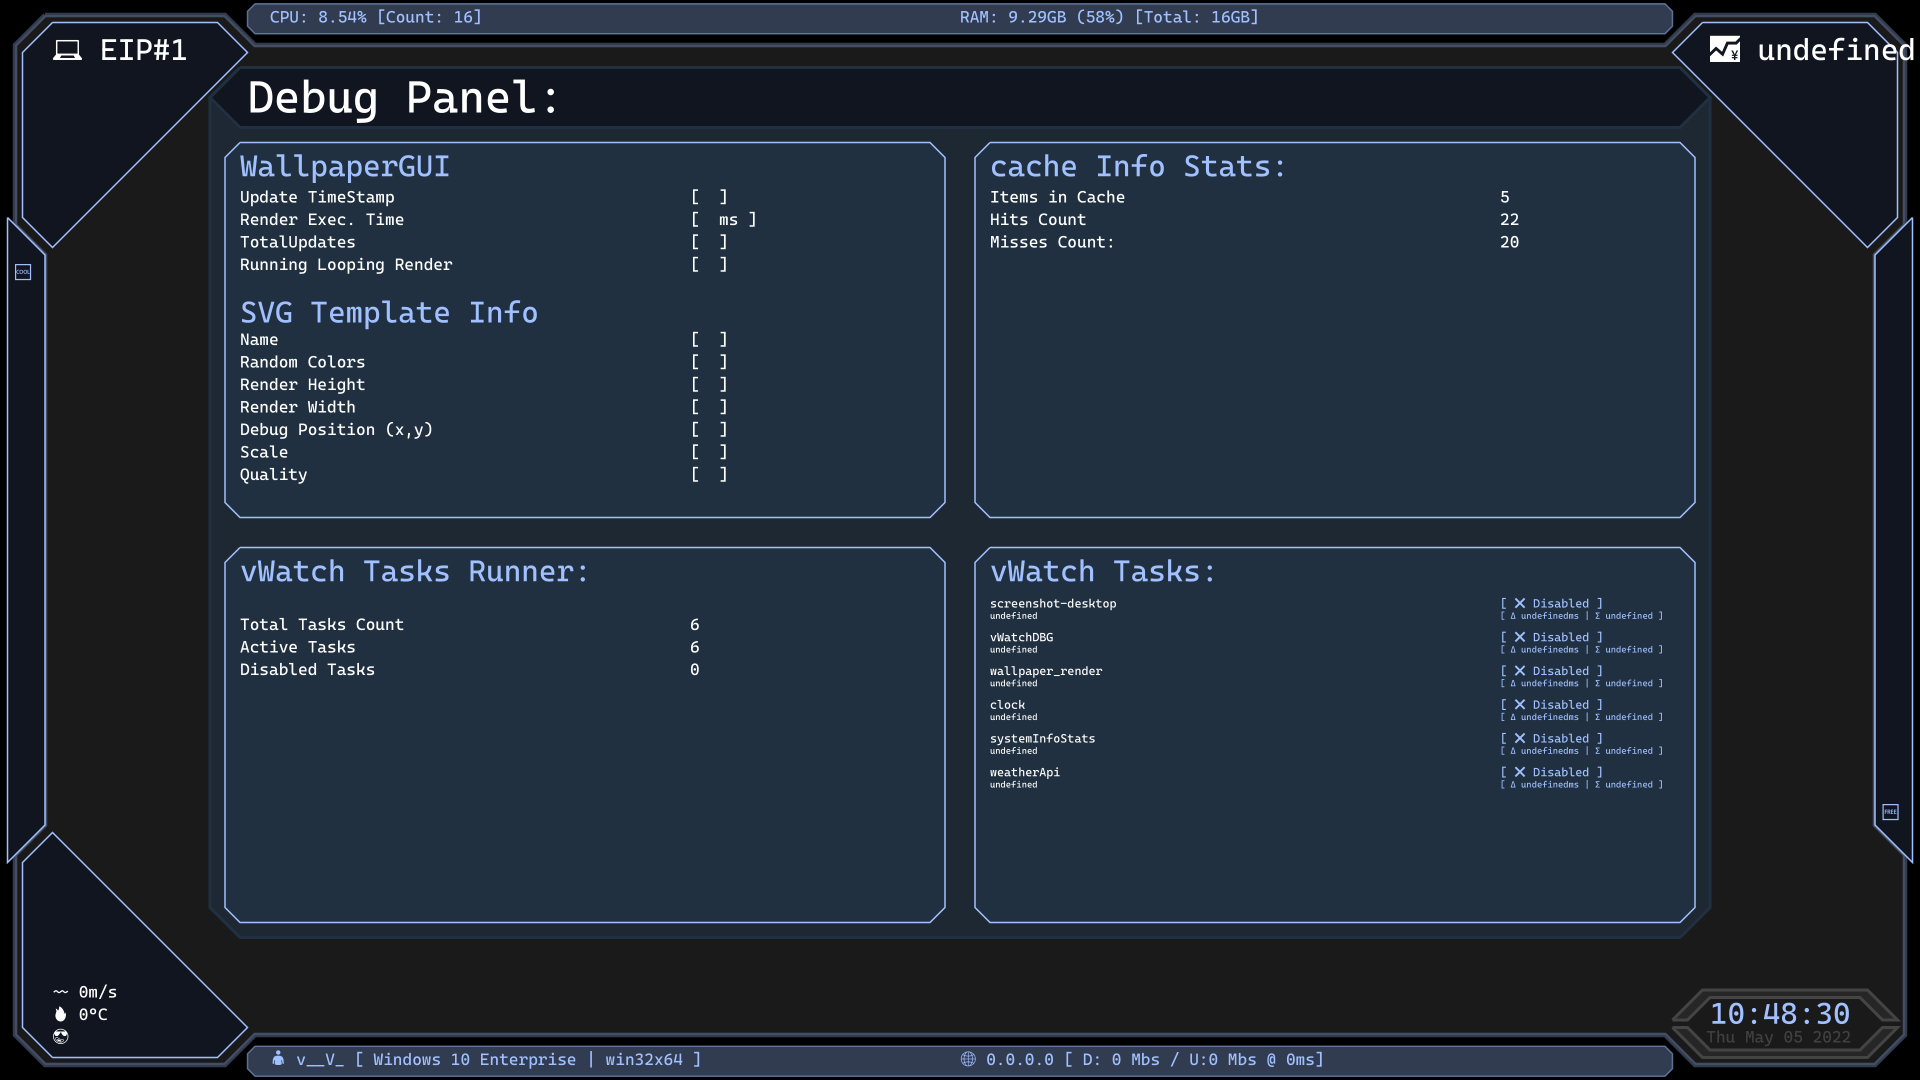 CPU: 8.54% [Count: 16]
RAM: 9.29GB (58%) [Total: 16GB]
EIP#1
undefined
Debug Panel:
WallpaperGUI
Update TimeStamp [ ]
Render Exec. Time [ ms ]
TotalUpdates [ ]
Running Looping Render [ ]
SVG Template Info
Name [ ]
Random Colors [ ]
Render Height [ ]
Render Width [ ]
Debug Position (x,y) [ ]
Scale [ ]
Quality [ ]
cache Info Stats:
Items in Cache 5
Hits Count 22
Misses Count: 20
COOL
vWatch Tasks Runner:
Total Tasks Count 6
Active Tasks 6
Disabled Tasks 0
vWatch Tasks:
screenshot-desktop [ ❌ Disabled ]
undefined [ Δ undefinedms | Σ undefined ]
vWatchDBG [ ❌ Disabled ]
undefined [ Δ undefinedms | Σ undefined ]
wallpaper_render [ ❌ Disabled ]
undefined [ Δ undefinedms | Σ undefined ]
clock [ ❌ Disabled ]
undefined [ Δ undefinedms | Σ undefined ]
systemInfoStats [ ❌ Disabled ]
undefined [ Δ undefinedms | Σ undefined ]
weatherApi [ ❌ Disabled ]
undefined [ Δ undefinedms | Σ undefined ]
FREE
0m/s
0°C
10:48:30
Thu May 05 2022
v__V_ [ Windows 10 Enterprise | win32x64 ]
0.0.0.0 [ D: 0 Mbs / U:0 Mbs @ 0ms]